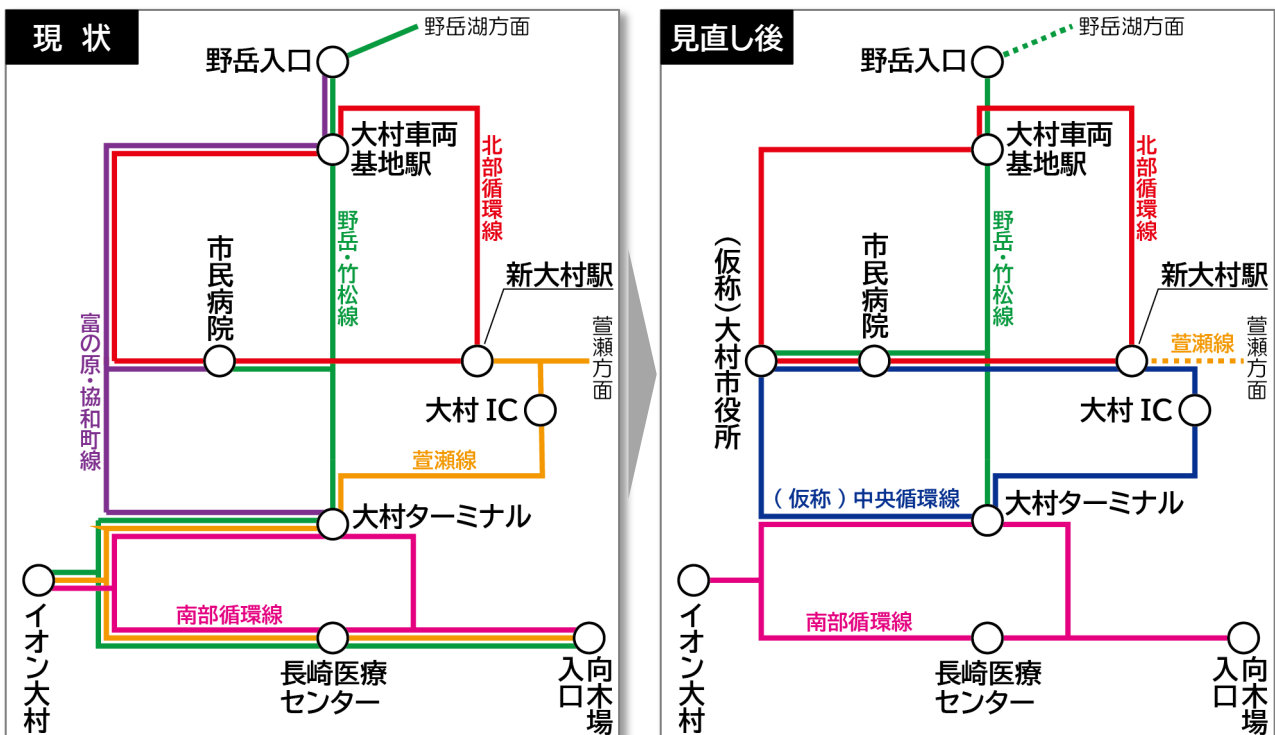 現状
野岳湖方面
野岳入口
大村車両
基地駅
北部循環線
野岳・竹松線
市民病院
新大村駅
富の原・協和町線
萱瀬方面
大村 IC
萱瀬線
大村ターミナル
南部循環線
イオン大村
長崎医療
センター
向木場
入口
見直し後
野岳湖方面
野岳入口
大村車両
基地駅
北部循環線
野岳・竹松線
(仮称)大村市役所
市民病院
新大村駅
萱瀬線
萱瀬方面
大村 IC
(仮称)中央循環線
大村ターミナル
南部循環線
イオン大村
長崎医療
センター
向木場
入口